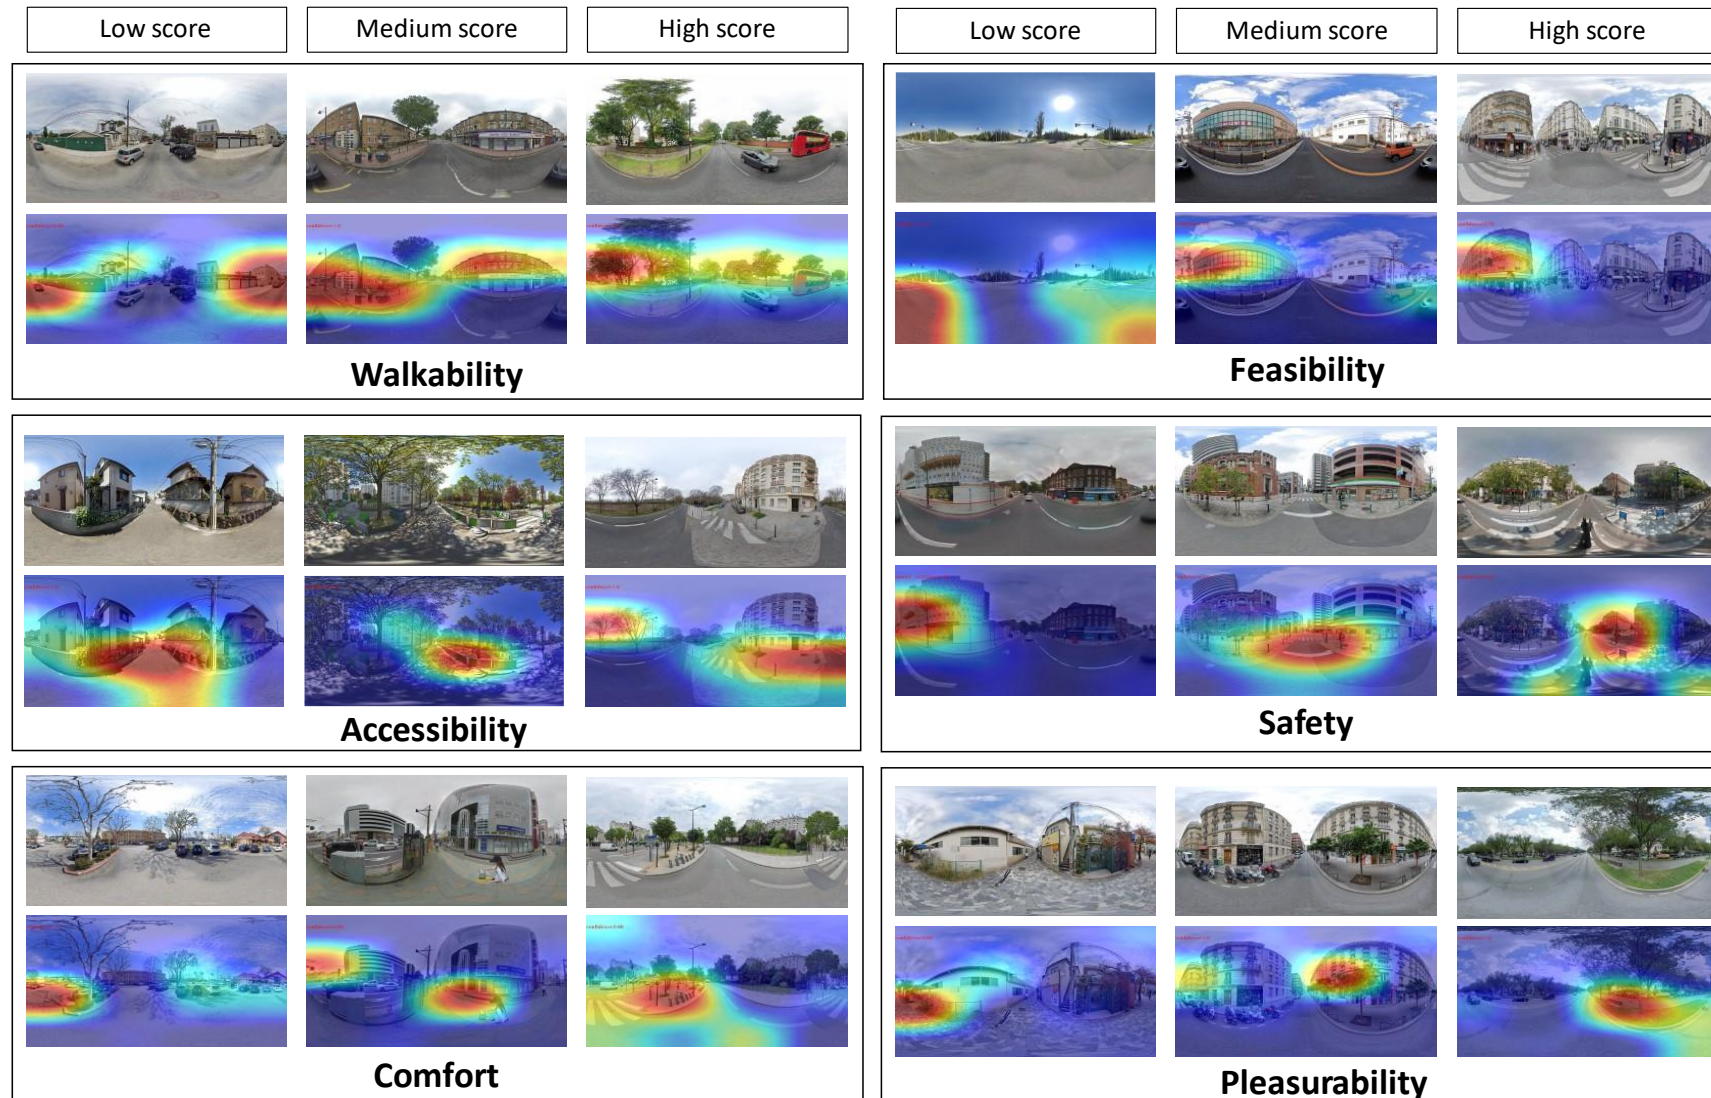 Low score
Medium score
High score
Low score
Medium score
High score
Walkability
Feasibility
Accessibility
Safety
Comfort
Pleasurability